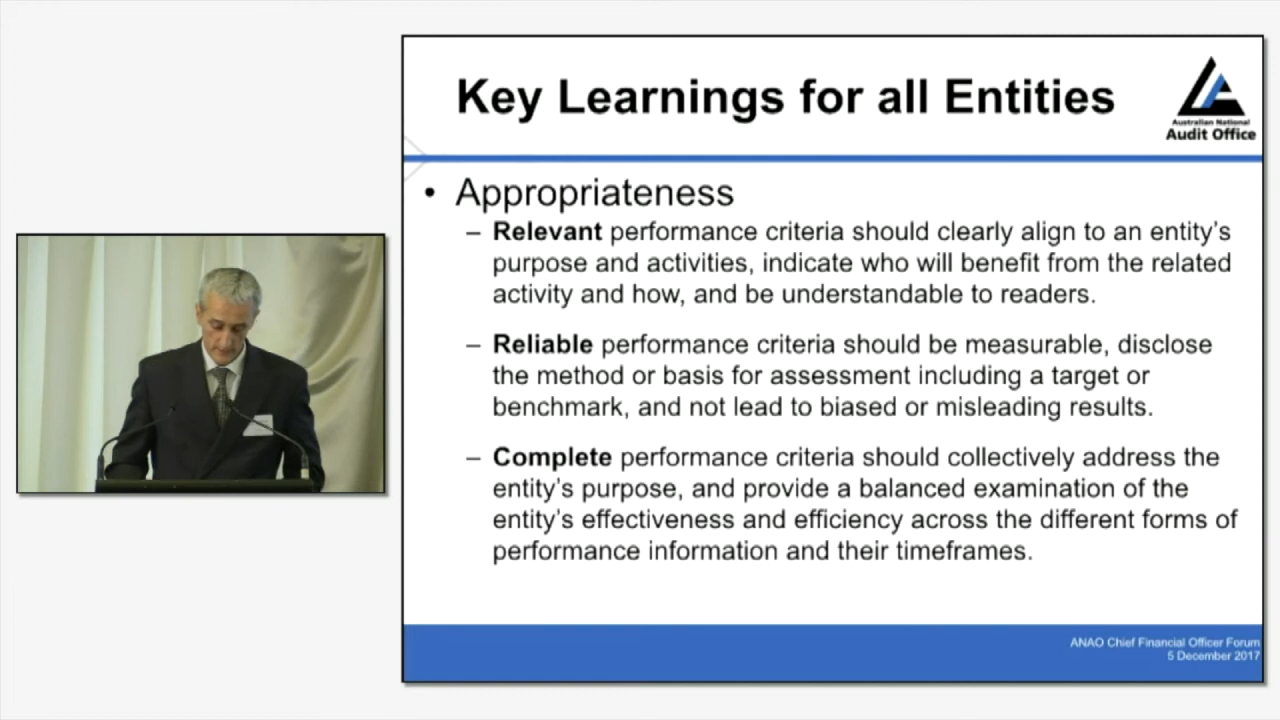 Key Learnings for all Entities
Australian National
Audit Office
• Appropriateness
– Relevant performance criteria should clearly align to an entity’s
purpose and activities, indicate who will benefit from the related
activity and how, and be understandable to readers.
– Reliable performance criteria should be measurable, disclose
the method or basis for assessment including a target or
benchmark, and not lead to biased or misleading results.
– Complete performance criteria should collectively address the
entity’s purpose, and provide a balanced examination of the
entity’s effectiveness and efficiency across the different forms of
performance information and their timeframes.
ANAO Chief Financial Officer Forum
5 December 2017